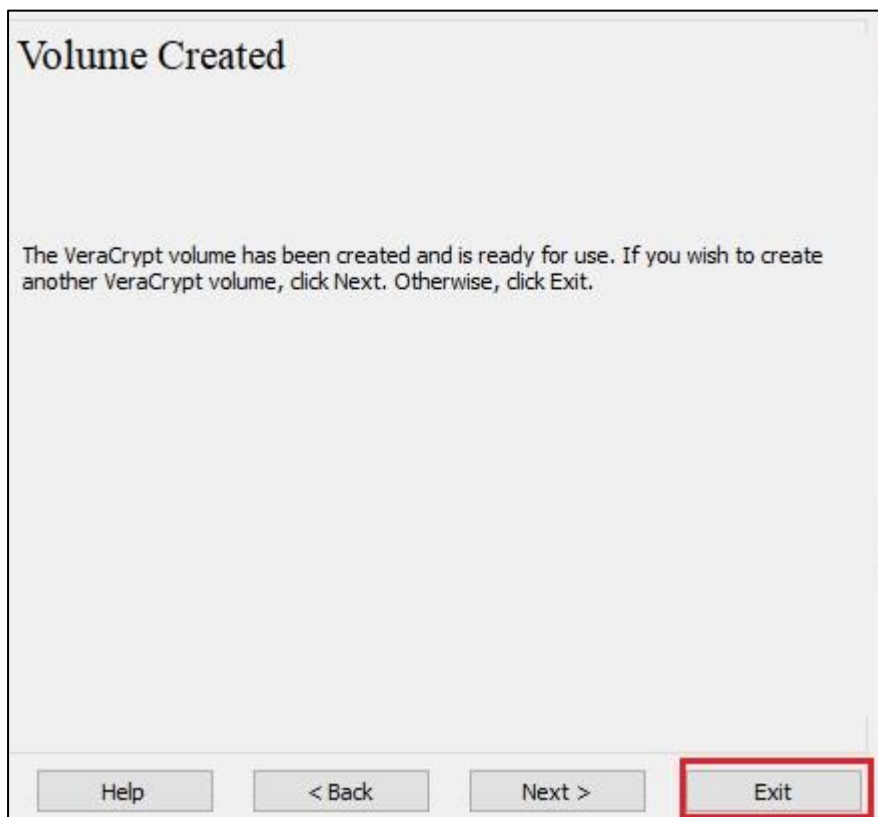 Volume Created
The VeraCrypt volume has been created and is ready for use. If you wish to create
another VeraCrypt volume, click Next. Otherwise, click Exit.
Help
< Back
Next >
Exit